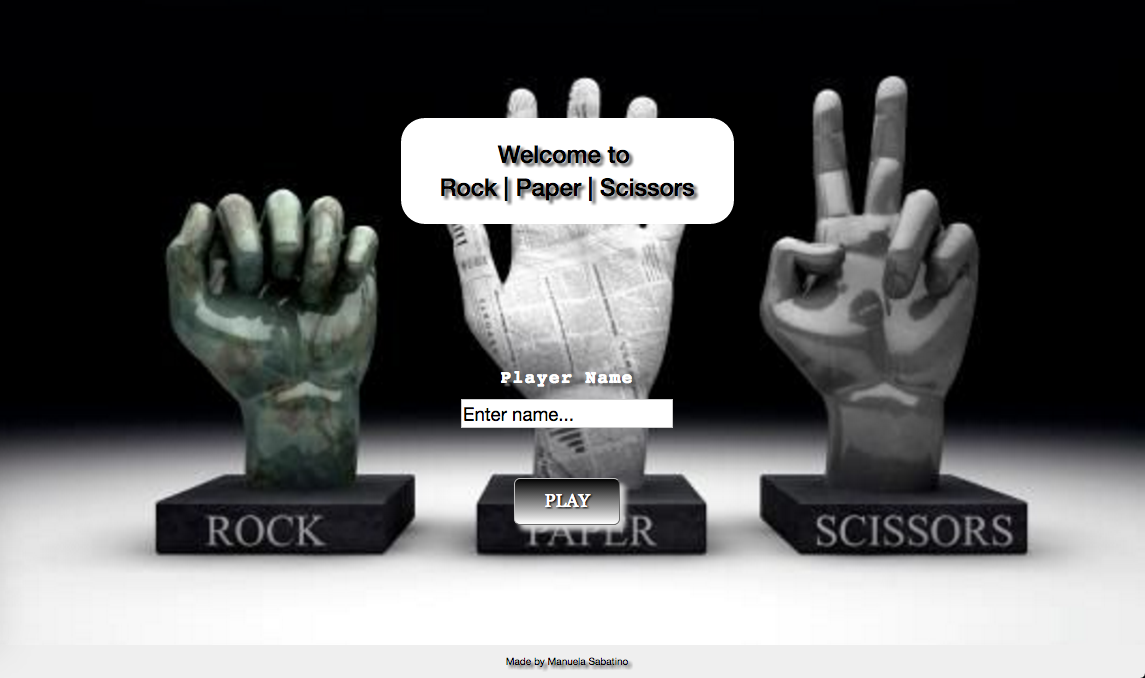 Welcome to
Rock | Paper | Scissors
Player Name
Enter name...
PLAY
ROCK
PAPER
SCISSORS
Made by Manuela Sabatino